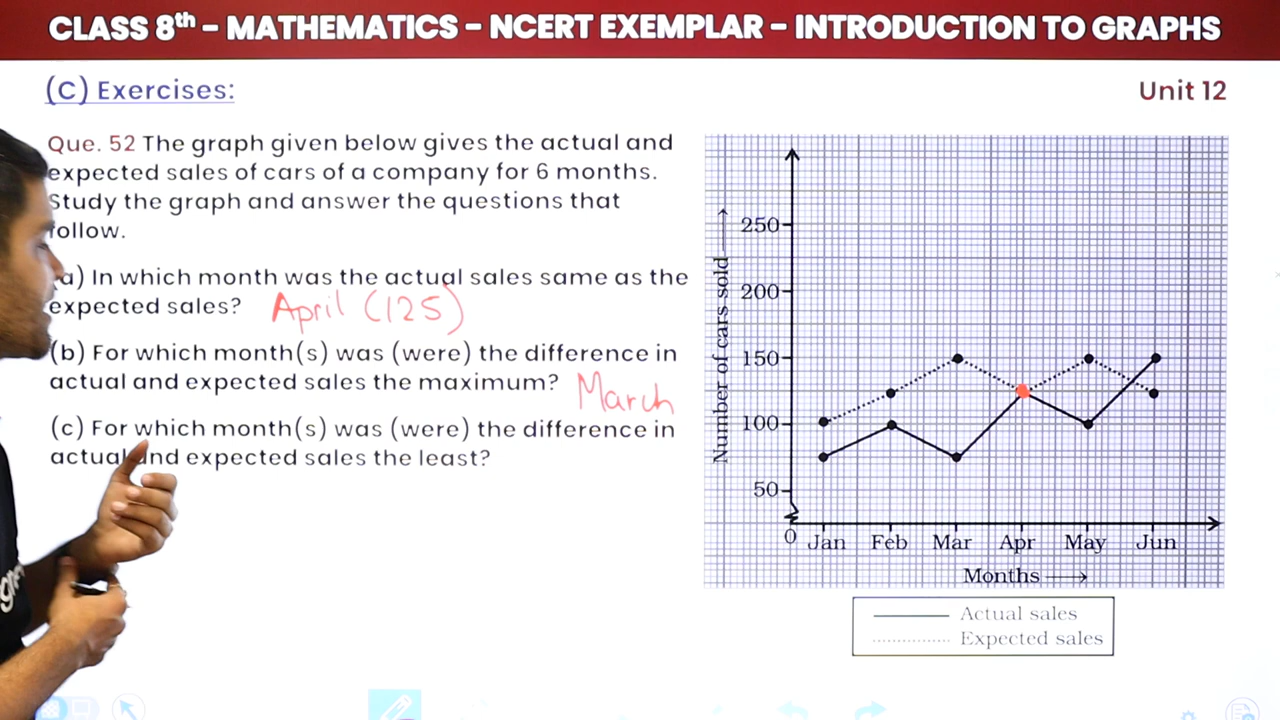 CLASS 8th – MATHEMATICS – NCERT EXEMPLAR – INTRODUCTION TO GRAPHS
(C) Exercises:
Unit 12
Que. 52 The graph given below gives the actual and
expected sales of cars of a company for 6 months.
Study the graph and answer the questions that
follow.
a) In which month was the actual sales same as the
expected sales? April (125)
(b) For which month(s) was (were) the difference in
actual and expected sales the maximum? March
(c) For which month(s) was (were) the difference in
actual and expected sales the least?
Number of cars sold
250
200
150
100
50
0
Jan Feb Mar Apr May Jun
Months
Actual sales
Expected sales